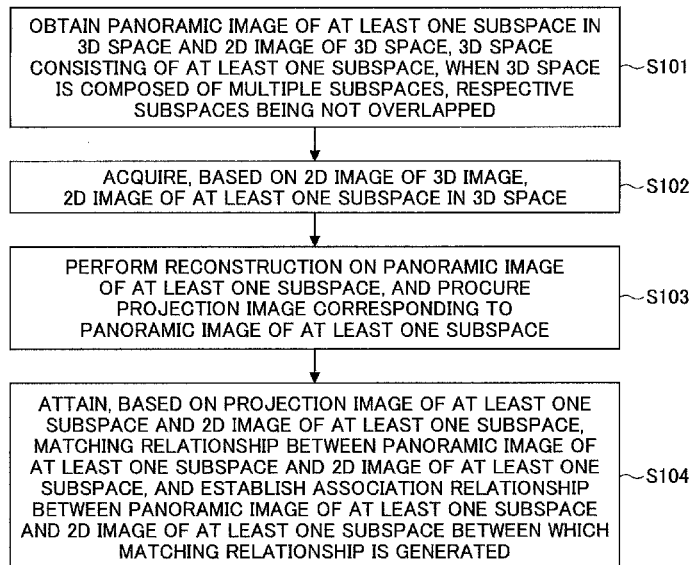 OBTAIN PANORAMIC IMAGE OF AT LEAST ONE SUBSPACE IN
3D SPACE AND 2D IMAGE OF 3D SPACE, 3D SPACE
CONSISTING OF AT LEAST ONE SUBSPACE, WHEN 3D SPACE
IS COMPOSED OF MULTIPLE SUBSPACES, RESPECTIVE
SUBSPACES BEING NOT OVERLAPPED
S101
ACQUIRE, BASED ON 2D IMAGE OF 3D IMAGE,
2D IMAGE OF AT LEAST ONE SUBSPACE IN 3D SPACE
S102
PERFORM RECONSTRUCTION ON PANORAMIC IMAGE
OF AT LEAST ONE SUBSPACE, AND PROCURE
PROJECTION IMAGE CORRESPONDING TO
PANORAMIC IMAGE OF AT LEAST ONE SUBSPACE
S103
ATTAIN, BASED ON PROJECTION IMAGE OF AT LEAST ONE
SUBSPACE AND 2D IMAGE OF AT LEAST ONE SUBSPACE,
MATCHING RELATIONSHIP BETWEEN PANORAMIC IMAGE OF
AT LEAST ONE SUBSPACE AND 2D IMAGE OF AT LEAST ONE
SUBSPACE, AND ESTABLISH ASSOCIATION RELATIONSHIP
BETWEEN PANORAMIC IMAGE OF AT LEAST ONE SUBSPACE
AND 2D IMAGE OF AT LEAST ONE SUBSPACE BETWEEN WHICH
MATCHING RELATIONSHIP IS GENERATED
S104